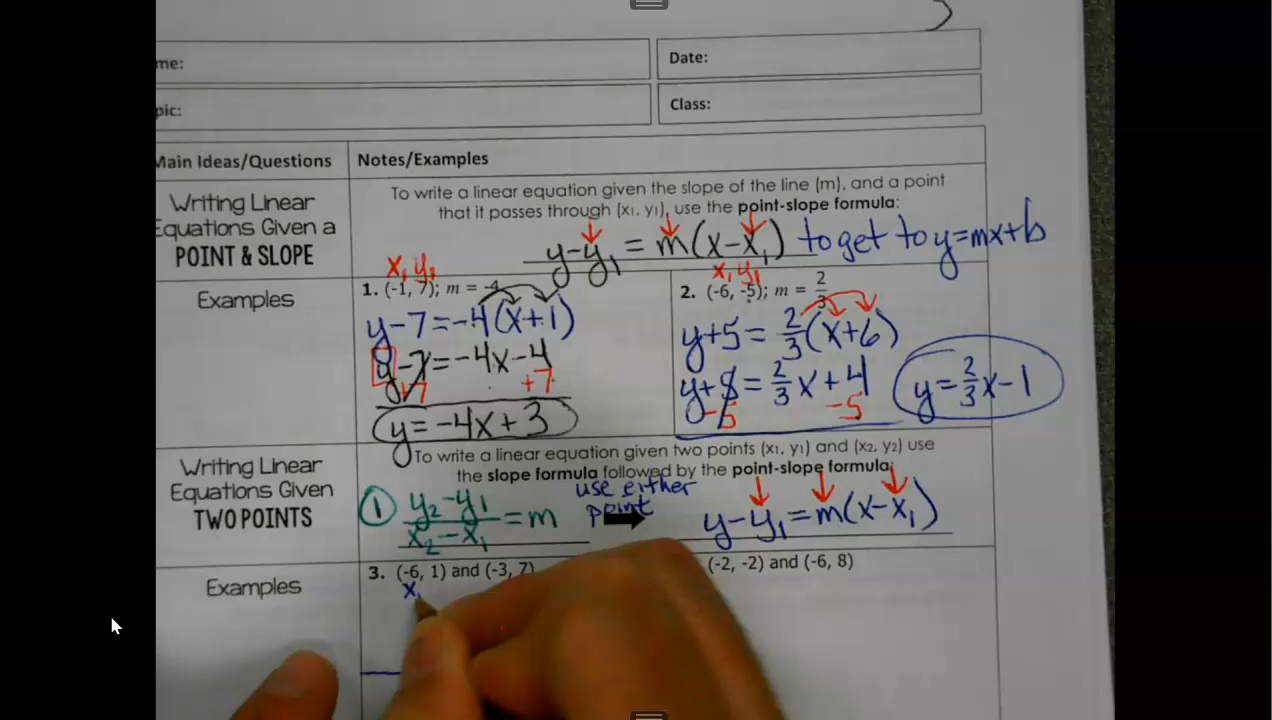 me:
Date:
pic:
Class:
Main Ideas/Questions
Notes/Examples
Writing Linear
Equations Given a
POINT & SLOPE
To write a linear equation given the slope of the line (m), and a point
that it passes through (x₁, y₁), use the point-slope formula:
y-y₁ = m(x-x₁) to get to y=mx+b
Examples
x₁ y₁
1. (-1, 7); m = -4
y-7=-4(x+1)
y-7=-4x-4
+7 +7
y=-4x+3
x₁ y₁
2. (-6, -5); m = 2/3
y+5= 2/3(x+6)
y+5= 2/3x+4
-5 -5
y= 2/3x-1
Writing Linear
Equations Given
TWO POINTS
To write a linear equation given two points (x₁, y₁) and (x₂, y₂) use
the slope formula followed by the point-slope formula:
① y₂-y₁
x₂-x₁ = m
use either
point
y-y₁=m(x-x₁)
Examples
3. (-6, 1) and (-3, 7)
x₁
(-2, -2) and (-6, 8)